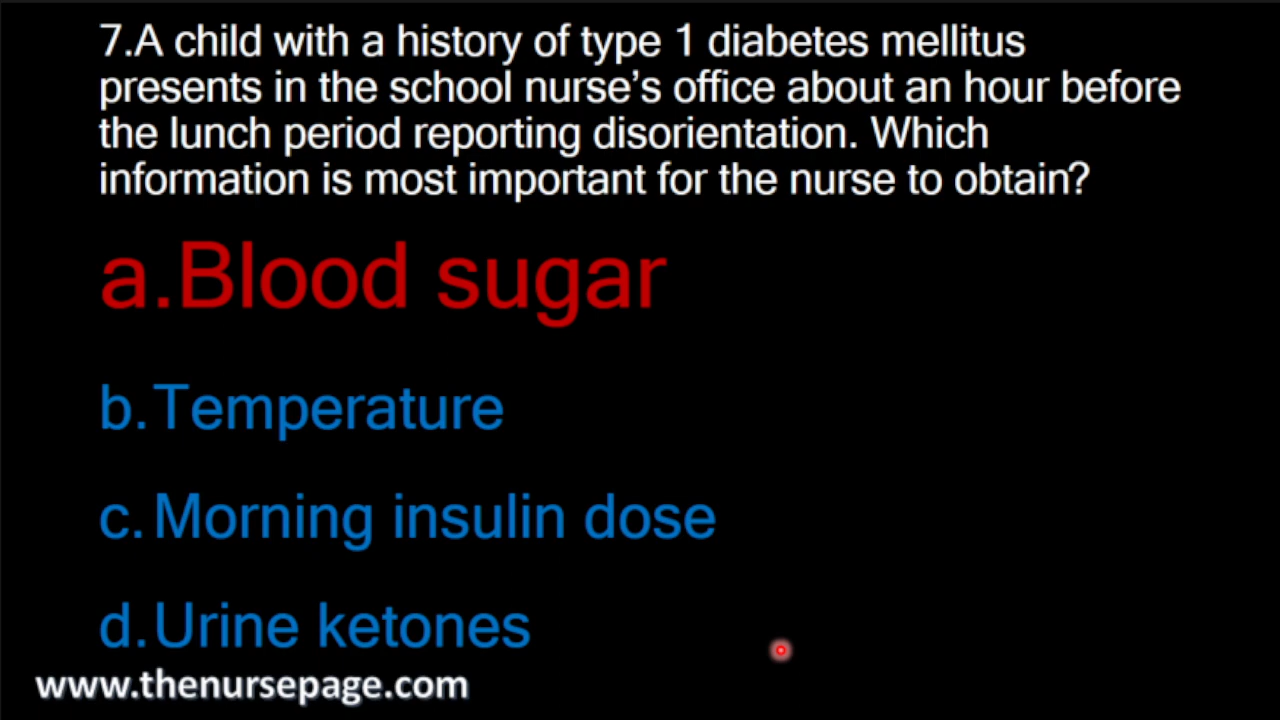 7.A child with a history of type 1 diabetes mellitus
presents in the school nurse’s office about an hour before
the lunch period reporting disorientation. Which
information is most important for the nurse to obtain?
a.Blood sugar
b.Temperature
c.Morning insulin dose
d.Urine ketones
www.thenursepage.com